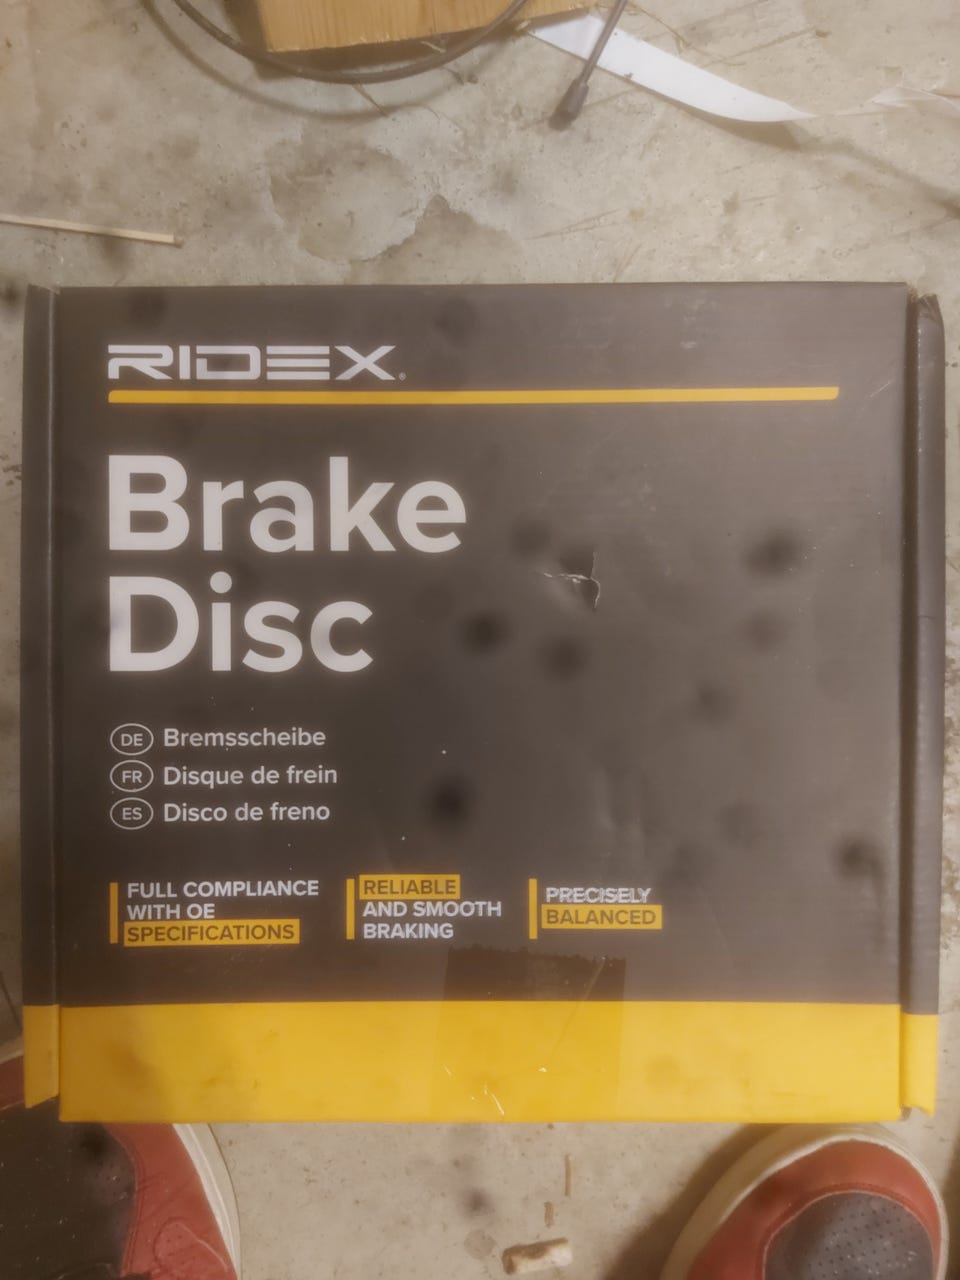 RIDEX®
Brake
Disc
DE Bremsscheibe
FR Disque de frein
ES Disco de freno
FULL COMPLIANCE
WITH OE
SPECIFICATIONS
RELIABLE
AND SMOOTH
BRAKING
PRECISELY
BALANCED